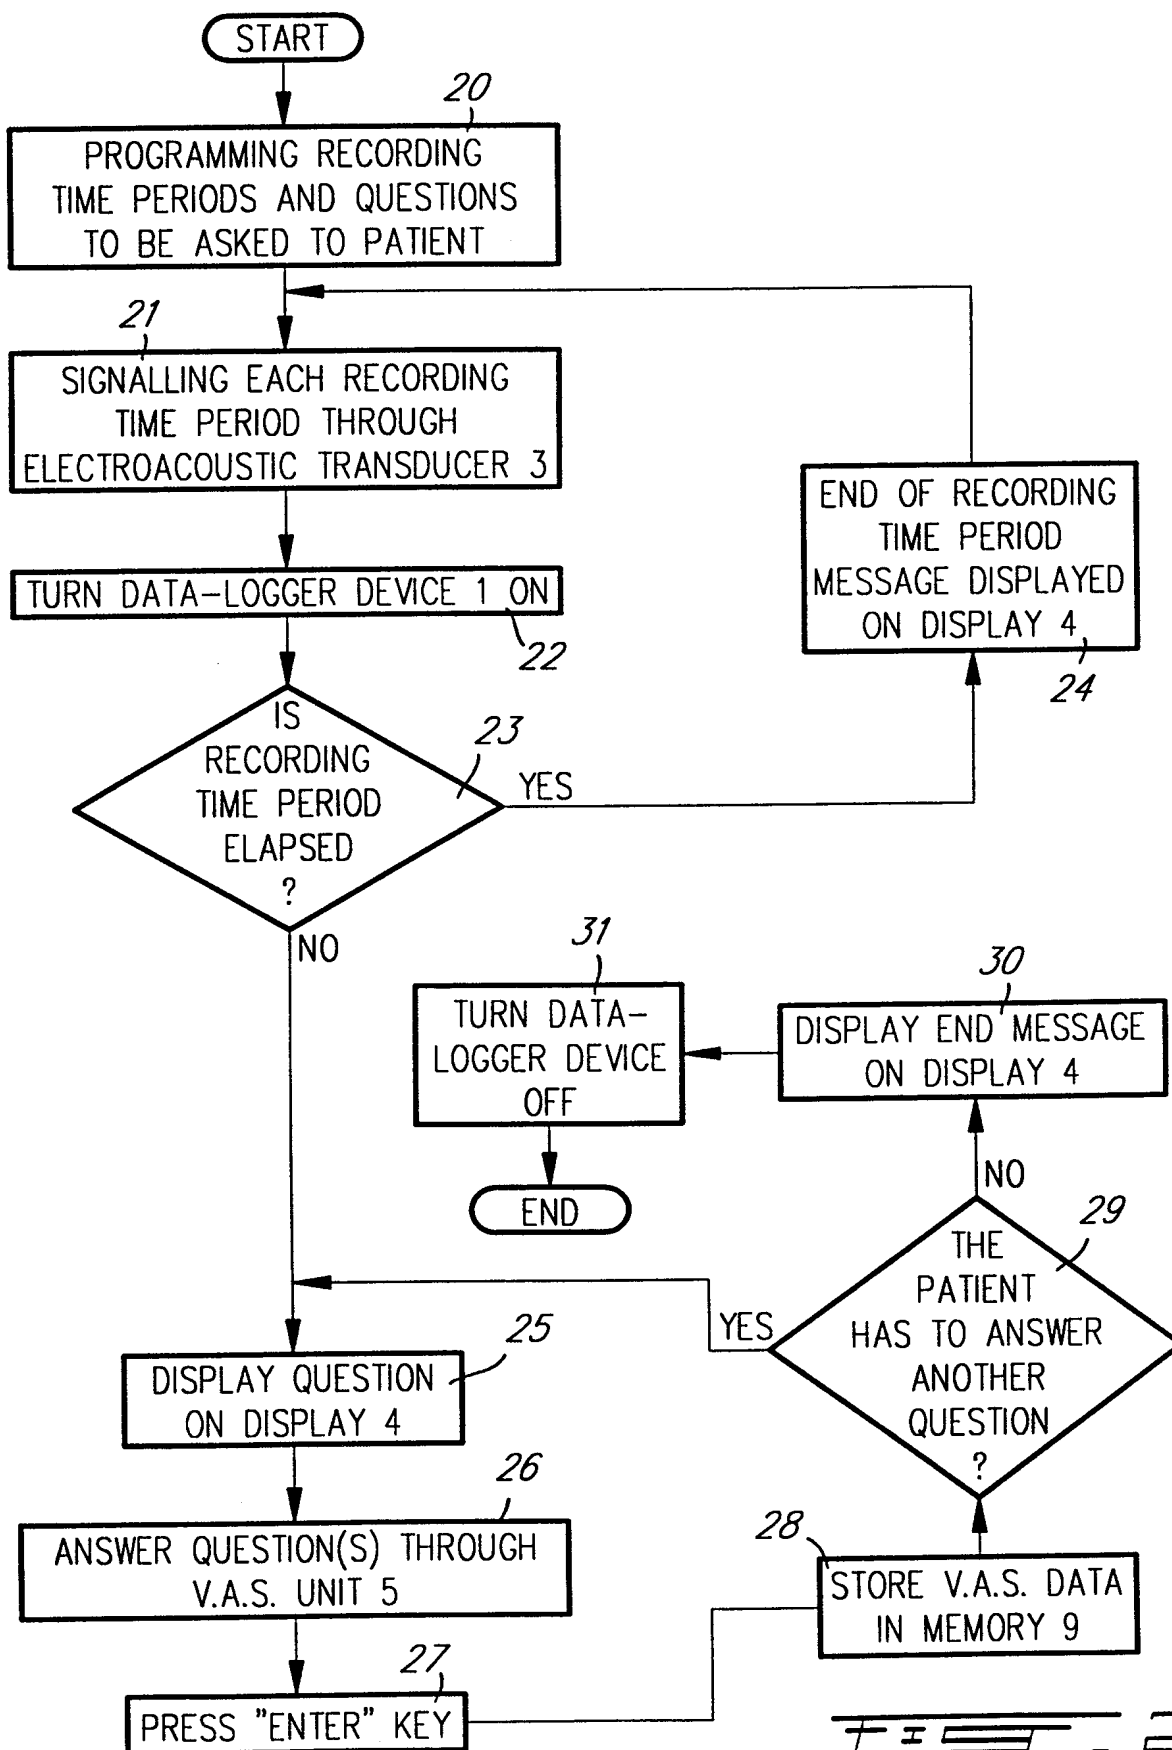 START
20
PROGRAMMING RECORDING
TIME PERIODS AND QUESTIONS
TO BE ASKED TO PATIENT
21
SIGNALLING EACH RECORDING
TIME PERIOD THROUGH
ELECTROACOUSTIC TRANSDUCER 3
END OF RECORDING
TIME PERIOD
MESSAGE DISPLAYED
ON DISPLAY 4
24
TURN DATA-LOGGER DEVICE 1 ON
22
IS
RECORDING
TIME PERIOD
ELAPSED
?
23
YES
NO
31
TURN DATA-
LOGGER DEVICE
OFF
30
DISPLAY END MESSAGE
ON DISPLAY 4
END
NO
29
THE
PATIENT
HAS TO ANSWER
ANOTHER
QUESTION
?
YES
25
DISPLAY QUESTION
ON DISPLAY 4
26
ANSWER QUESTION(S) THROUGH
V.A.S. UNIT 5
28
STORE V.A.S. DATA
IN MEMORY 9
27
PRESS "ENTER" KEY